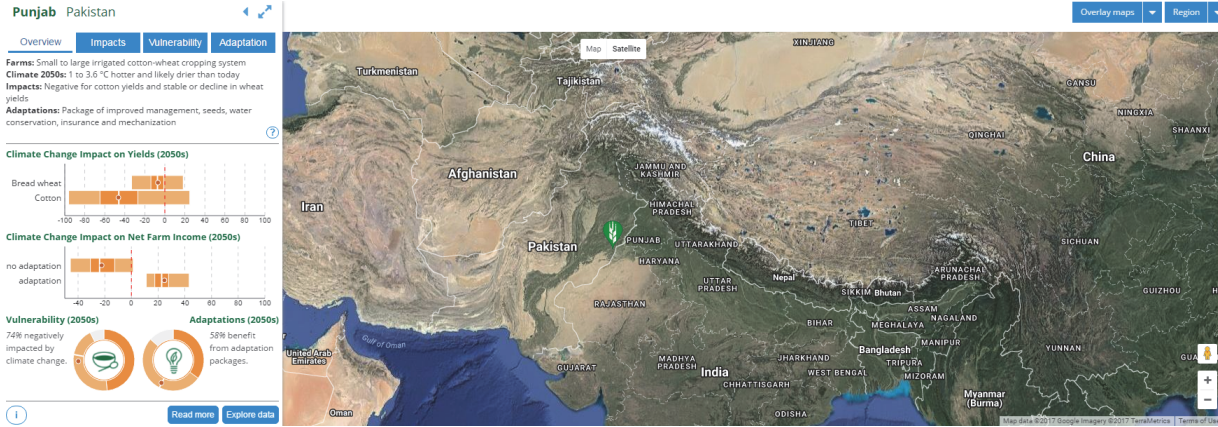 Punjab Pakistan
Overlay maps
Region
Overview
Impacts
Vulnerability
Adaptation
Farms: Small to large irrigated cotton-wheat cropping system
Climate 2050s: 1 to 3.6 °C hotter and likely drier than today
Impacts: Negative for cotton yields and stable or decline in wheat
yields
Adaptations: Package of improved management, seeds, water
conservation, insurance and mechanization
?
Climate Change Impact on Yields (2050s)
Bread wheat
Cotton
-100 -80 -60 -40 -20 0 20 40 60 80 100
Climate Change Impact on Net Farm Income (2050s)
no adaptation
adaptation
-40 -20 0 20 40 60 80 100
Vulnerability (2050s)
74% negatively
impacted by
climate change.
Adaptations (2050s)
58% benefit
from adaptation
packages.
i
Read more
Explore data
Map
Satellite
XINJIANG
Turkmenistan
Tajikistan
GANSU
NINGXIA
SHAANXI
QINGHAI
China
JAMMU AND
KASHMIR
Afghanistan
Iran
HIMACHAL
PRADESH
TIBET
Pakistan
PUNJAB
UTTARAKHAND
SICHUAN
HARYANA
ARUNACHAL
PRADESH
Nepal
UTTAR
PRADESH
SIKKIM
Bhutan
GUIZHOU
H
RAJASTHAN
ASSAM
NAGALAND
BIHAR
MEGHALAYA
Gulf of Oman
MANIPUR
Bangladesh
YUNNAN
GUA
United Arab
Emirates
MADHYA
PRADESH
JHARKHAND
TRIPURA
GUJARAT
India
WEST BENGAL
MIZORAM
CHHATTISGARH
Myanmar
(Burma)
Oman
ODISHA
+
−
Map data ©2017 Google Imagery ©2017 TerraMetrics
Terms of Use